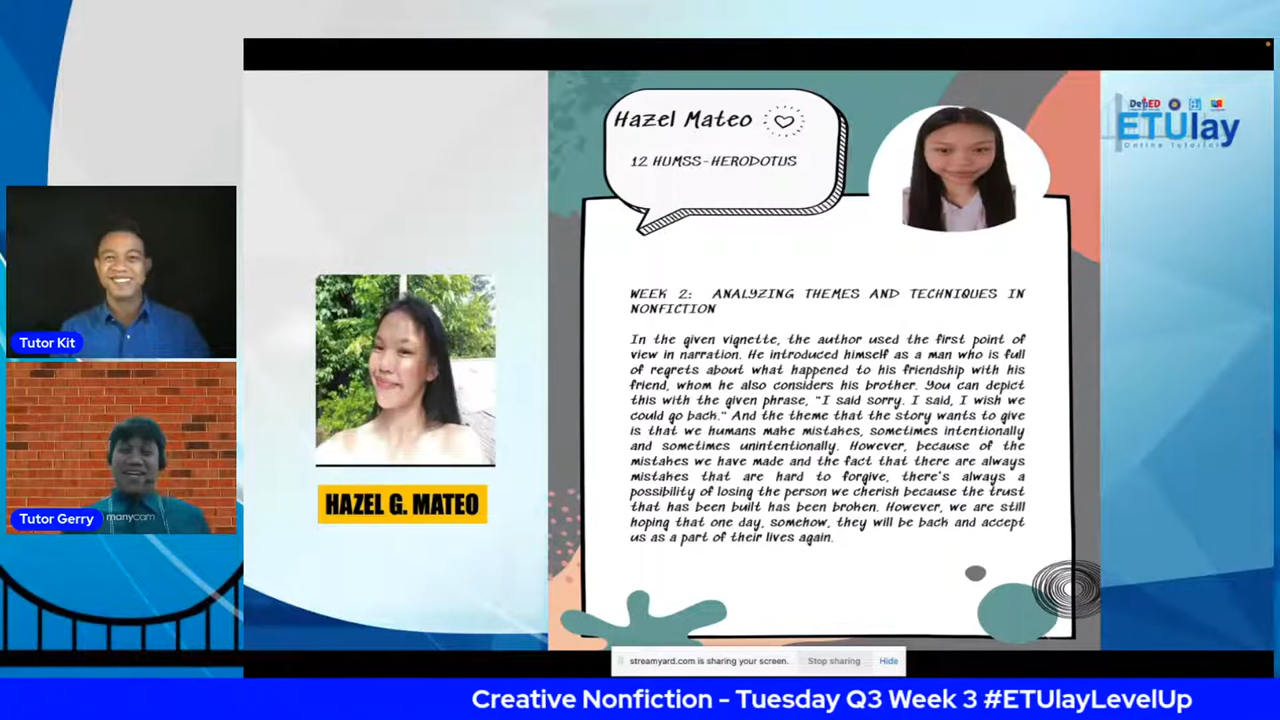 Hazel Mateo
12 HUMSS-HERODOTUS
DepED
ETUlay
Online Tutorial
WEEK 2: ANALYZING THEMES AND TECHNIQUES IN
NONFICTION
In the given vignette, the author used the first point of
view in narration. He introduced himself as a man who is full
of regrets about what happened to his friendship with his
friend, whom he also considers his brother. You can depict
this with the given phrase, "I said sorry. I said, I wish we
could go back." And the theme that the story wants to give
is that we humans make mistakes, sometimes intentionally
and sometimes unintentionally. However, because of the
mistakes we have made and the fact that there are always
mistakes that are hard to forgive, there's always a
possibility of losing the person we cherish because the trust
that has been built has been broken. However, we are still
hoping that one day, somehow, they will be back and accept
us as a part of their lives again.
HAZEL G. MATEO
Tutor Kit
Tutor Gerry
manycam
streamyard.com is sharing your screen.
Stop sharing
Hide
Creative Nonfiction - Tuesday Q3 Week 3 #ETUlayLevelUp